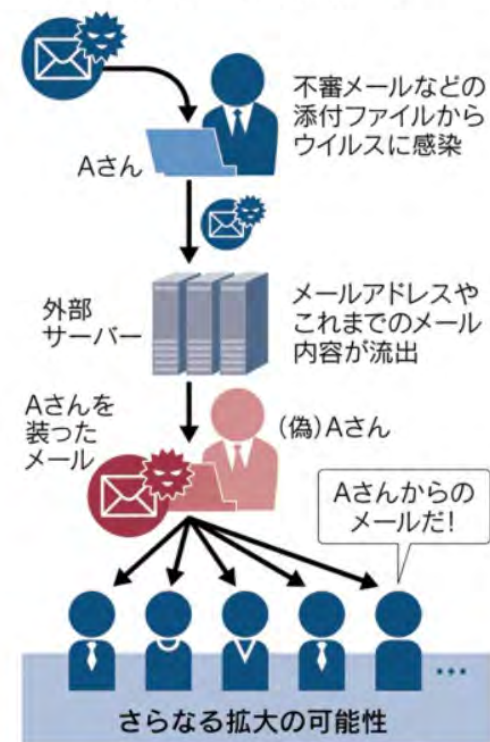 不審メールなどの
添付ファイルから
ウイルスに感染
Aさん
外部
サーバー
メールアドレスや
これまでのメール
内容が流出
Aさんを
装った
メール
(偽)Aさん
Aさんからの
メールだ!
…
さらなる拡大の可能性